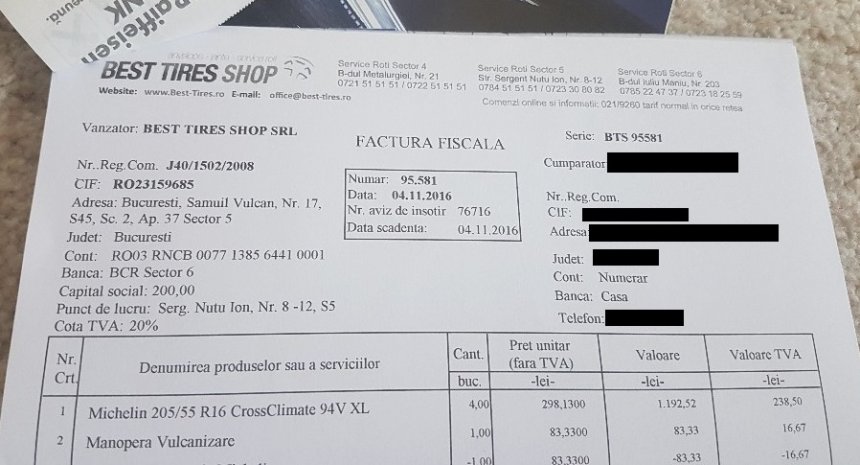 Raiffeisen
NK
anvelope · jante · service roti
BEST TIRES SHOP
Website: www.Best-Tires.ro E-mail: office@best-tires.ro
Service Roti Sector 4
B-dul Metalurgiei, Nr. 21
0721 51 51 51 / 0722 51 51 51
Service Roti Sector 5
Str. Sergent Nutu Ion, Nr. 8-12
0784 51 51 51 / 0723 30 80 82
Service Roti Sector 6
B-dul Iuliu Maniu, Nr. 203
0785 22 47 37 / 0723 18 25 59
Comenzi online si informatii: 021/9260 tarif normal in orice retea
Vanzator: BEST TIRES SHOP SRL
Nr..Reg.Com. J40/1502/2008
CIF: RO23159685
Adresa: Bucuresti, Samuil Vulcan, Nr. 17,
S45, Sc. 2, Ap. 37 Sector 5
Judet: Bucuresti
Cont: RO03 RNCB 0077 1385 6441 0001
Banca: BCR Sector 6
Capital social: 200,00
Punct de lucru: Serg. Nutu Ion, Nr. 8 -12, S5
Cota TVA: 20%
FACTURA FISCALA
Numar: 95.581
Data: 04.11.2016
Nr. aviz de insotir 76716
Data scadenta: 04.11.2016
Serie: BTS 95581
Cumparator
Nr..Reg.Com.
CIF:
Adresa:
Judet:
Cont: Numerar
Banca: Casa
Telefon:
Nr. Crt. Denumirea produselor sau a serviciilor Cant. Pret unitar (fara TVA) Valoare Valoare TVA
buc. -lei- -lei- -lei-
1 Michelin 205/55 R16 CrossClimate 94V XL 4,00 298,1300 1.192,52 238,50
2 Manopera Vulcanizare 1,00 83,3300 83,33 16,67
-1,00 83,3300 -83,33 -16,67